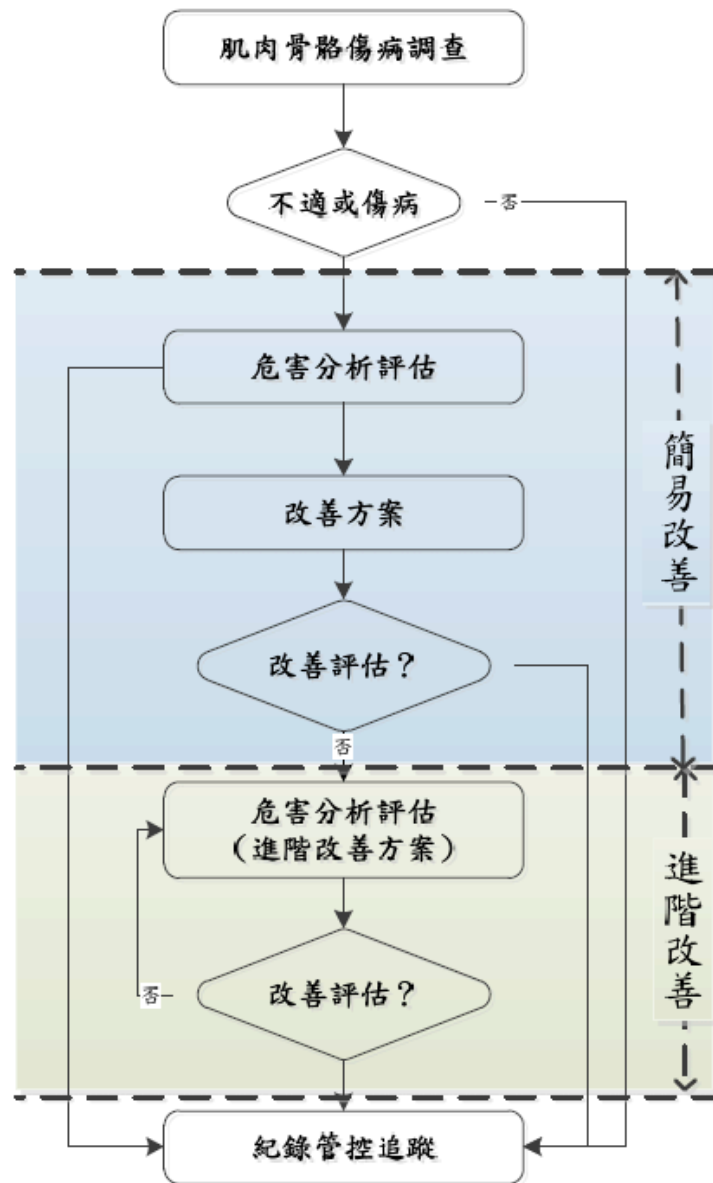 肌肉骨骼傷病調查
不適或傷病
否
危害分析評估
改善方案
簡易改善
改善評估？
否
危害分析評估
（進階改善方案）
進階改善
改善評估？
否
紀錄管控追蹤